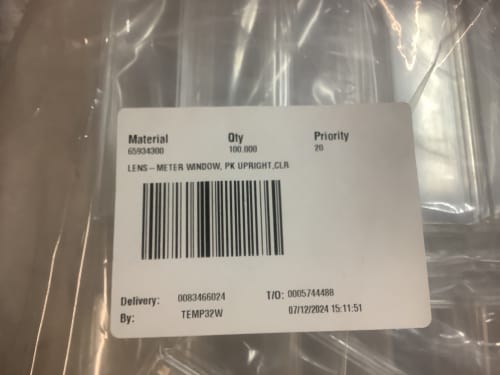 Material Qty Priority
65934300 100.000 20
LENS-METER WINDOW, PK UPRIGHT,CLR
Delivery: 0083466024 T/O: 0005744488
By: TEMP32W 07/12/2024 15:11:51